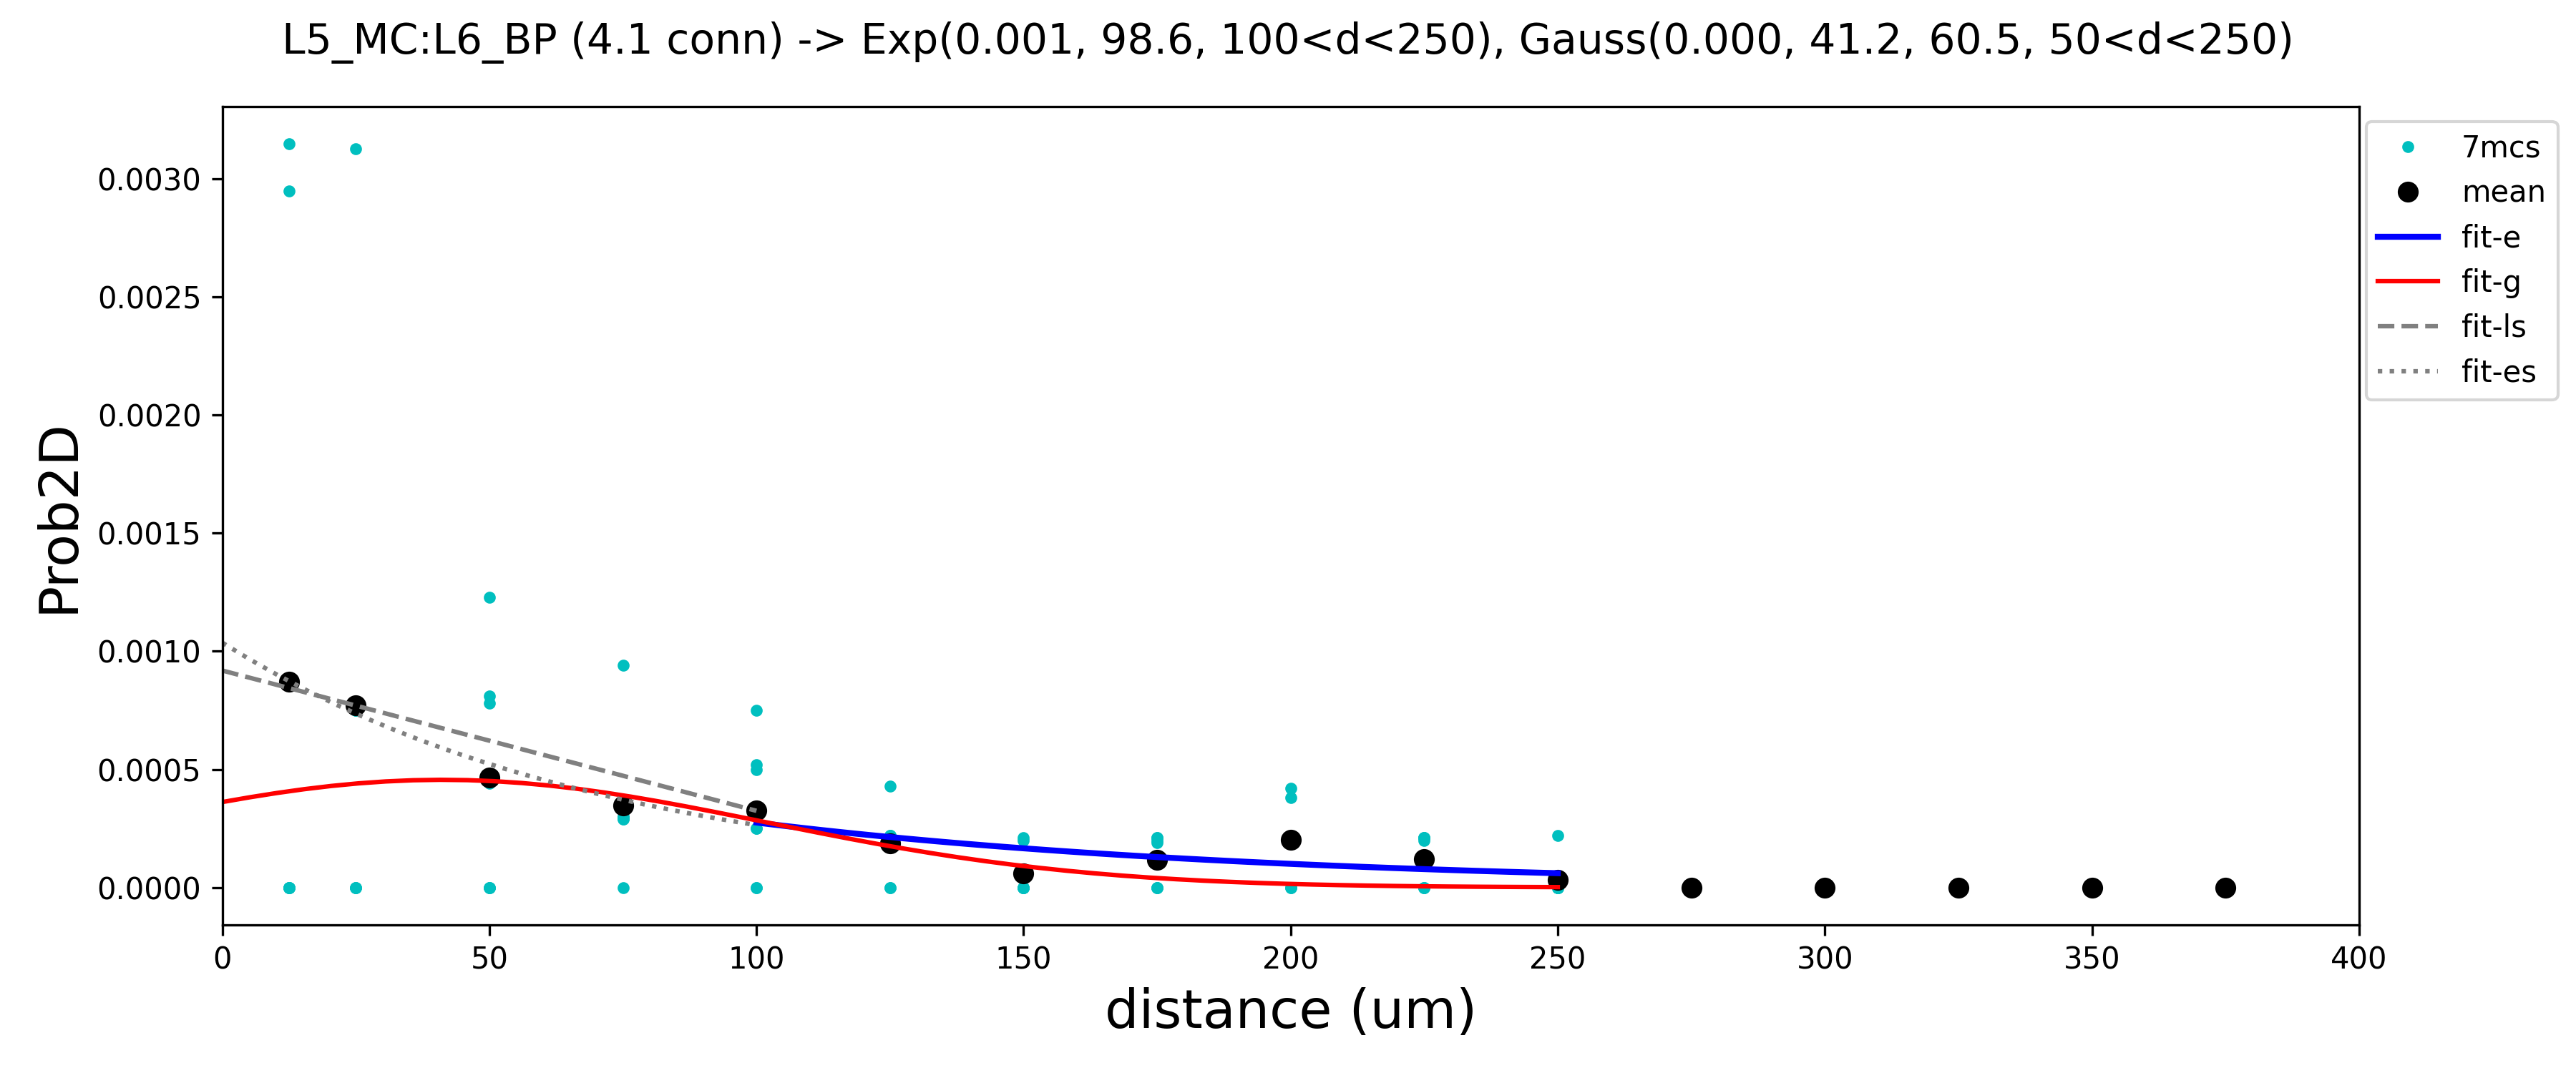 L5_MC:L6_BP (4.1 conn) -> Exp(0.001, 98.6, 100<d<250), Gauss(0.000, 41.2, 60.5, 50<d<250)
7mcs
mean
fit-e
fit-g
fit-ls
fit-es
Prob2D
0.0030
0.0025
0.0020
0.0015
0.0010
0.0005
0.0000
0 50 100 150 200 250 300 350 400
distance (um)